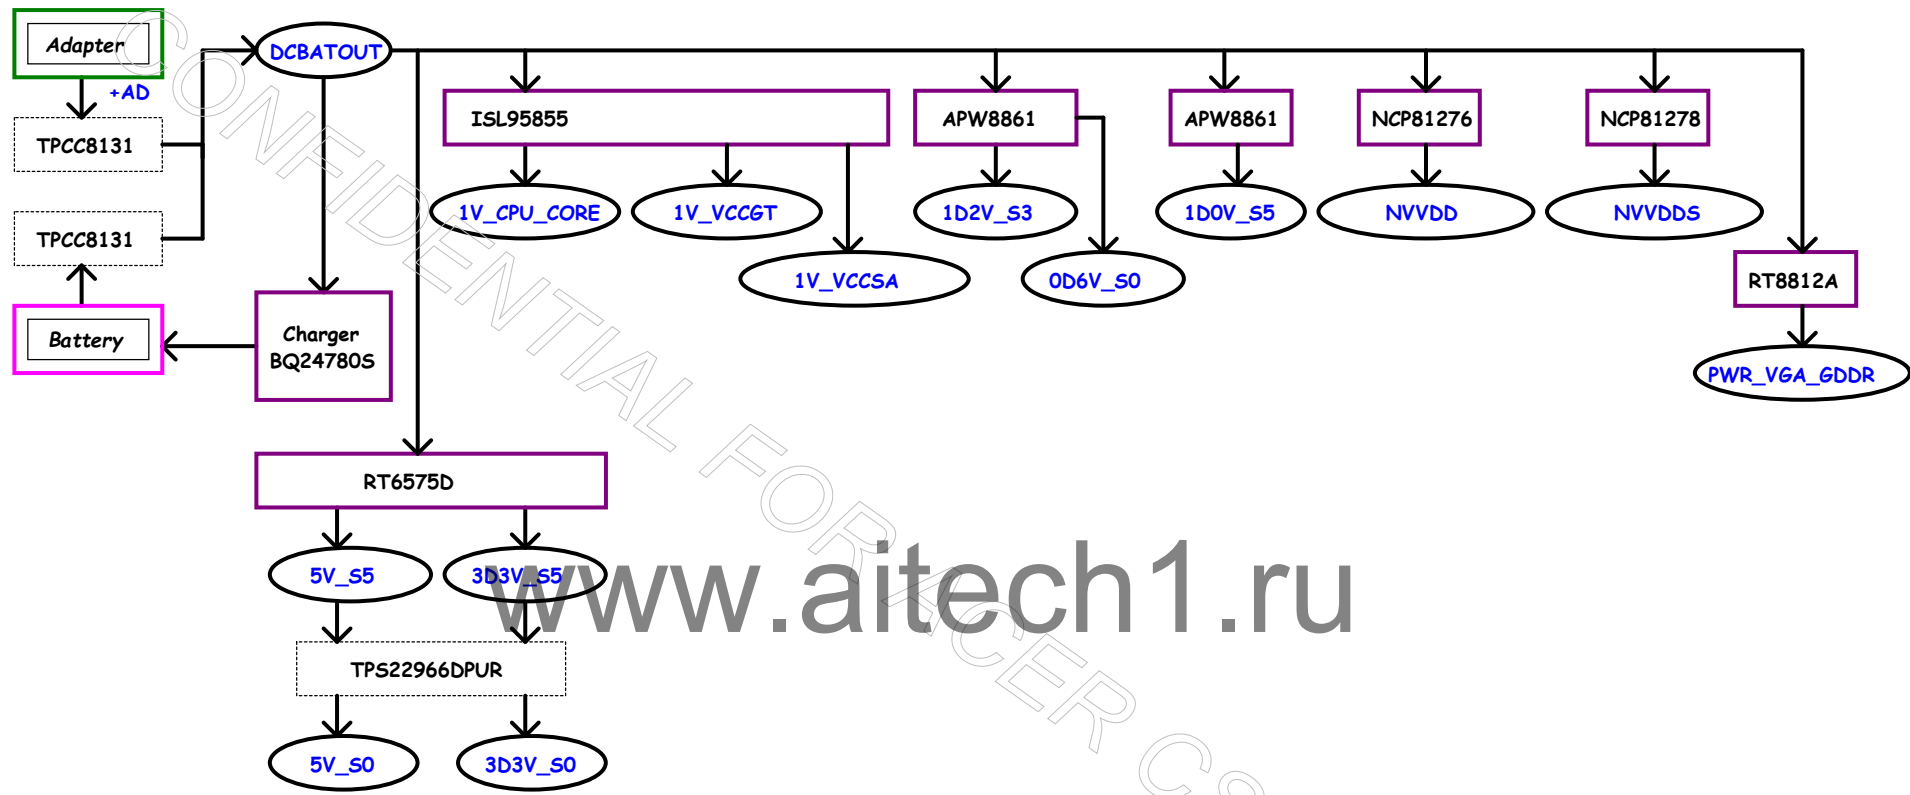 Adapter
DCBATOUT
+AD
TPCC8131
ISL95855
APW8861
APW8861
NCP81276
NCP81278
TPCC8131
1V_CPU_CORE
1V_VCCGT
1D2V_S3
1D0V_S5
NVVDD
NVVDDS
1V_VCCSA
0D6V_S0
RT8812A
Battery
Charger
BQ24780S
PWR_VGA_GDDR
RT6575D
5V_S5
3D3V_S5
TPS22966DPUR
5V_S0
3D3V_S0
www.aitech1.ru
CONFIDENTIAL FOR ACER CS